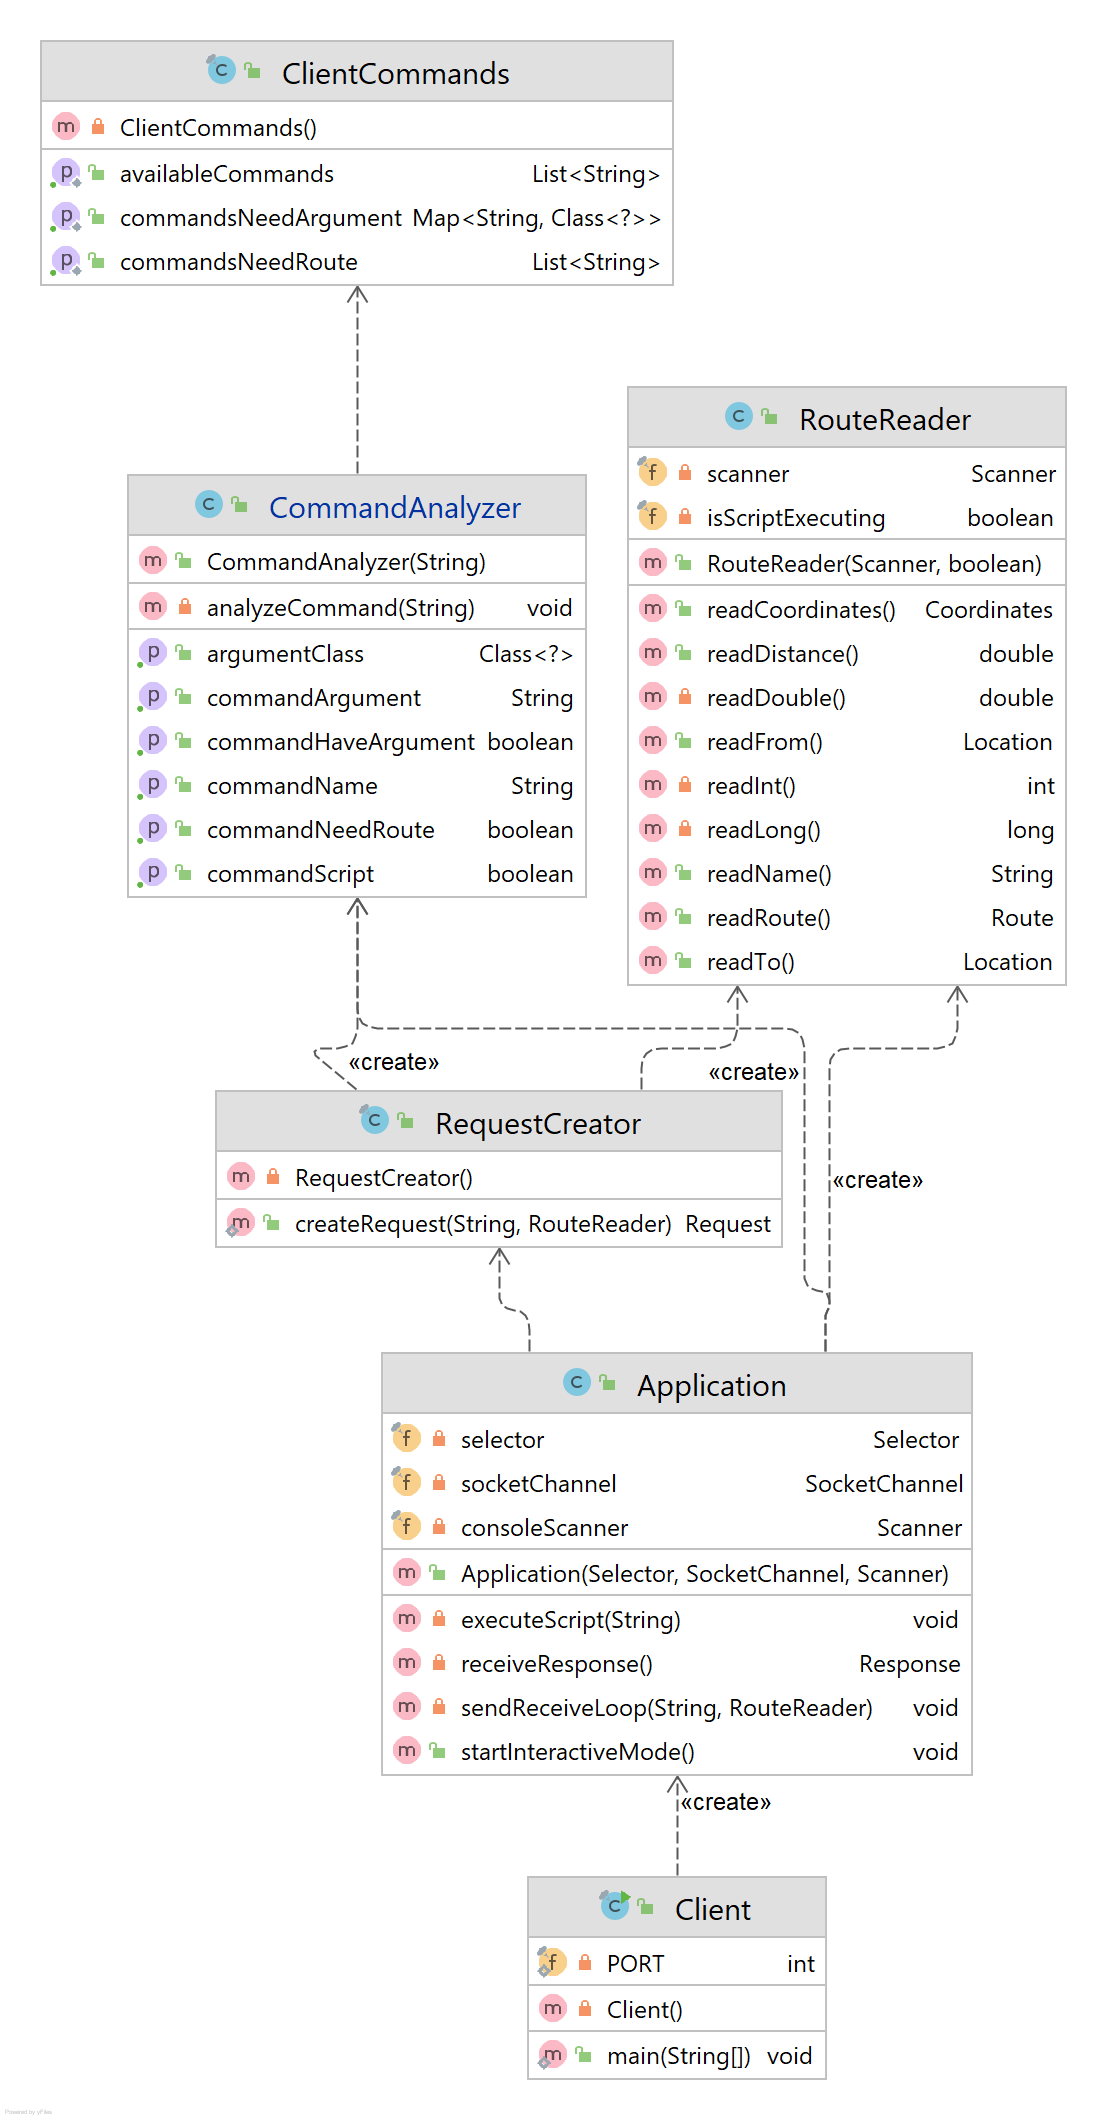 ClientCommands
ClientCommands()
availableCommands List<String>
commandsNeedArgument Map<String, Class<?>>
commandsNeedRoute List<String>
RouteReader
scanner Scanner
isScriptExecuting boolean
RouteReader(Scanner, boolean)
readCoordinates() Coordinates
readDistance() double
readDouble() double
readFrom() Location
readInt() int
readLong() long
readName() String
readRoute() Route
readTo() Location
CommandAnalyzer
CommandAnalyzer(String)
analyzeCommand(String) void
argumentClass Class<?>
commandArgument String
commandHaveArgument boolean
commandName String
commandNeedRoute boolean
commandScript boolean
«create»
«create»
«create»
RequestCreator
RequestCreator()
createRequest(String, RouteReader) Request
Application
selector Selector
socketChannel SocketChannel
consoleScanner Scanner
Application(Selector, SocketChannel, Scanner)
executeScript(String) void
receiveResponse() Response
sendReceiveLoop(String, RouteReader) void
startInteractiveMode() void
«create»
Client
PORT int
Client()
main(String[]) void
Powered by yFiles